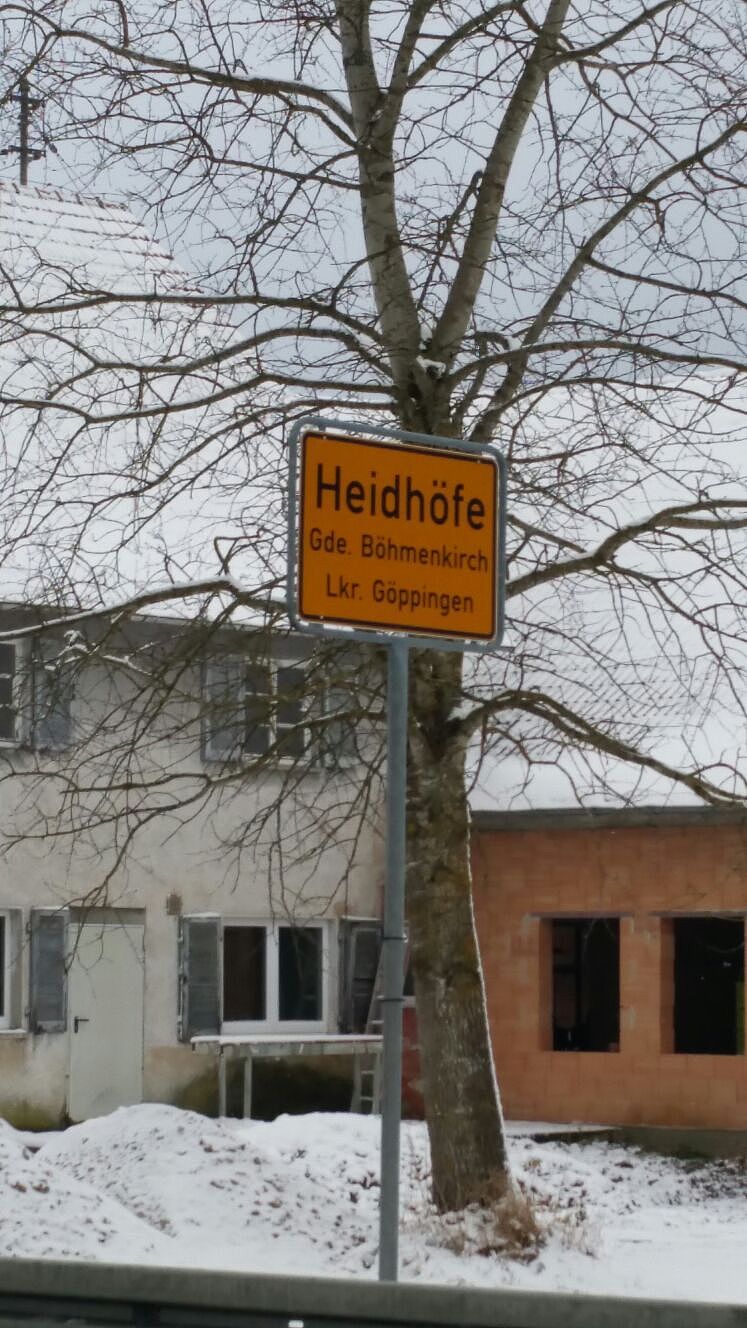 Heidhöfe
Gde. Böhmenkirch
Lkr. Göppingen